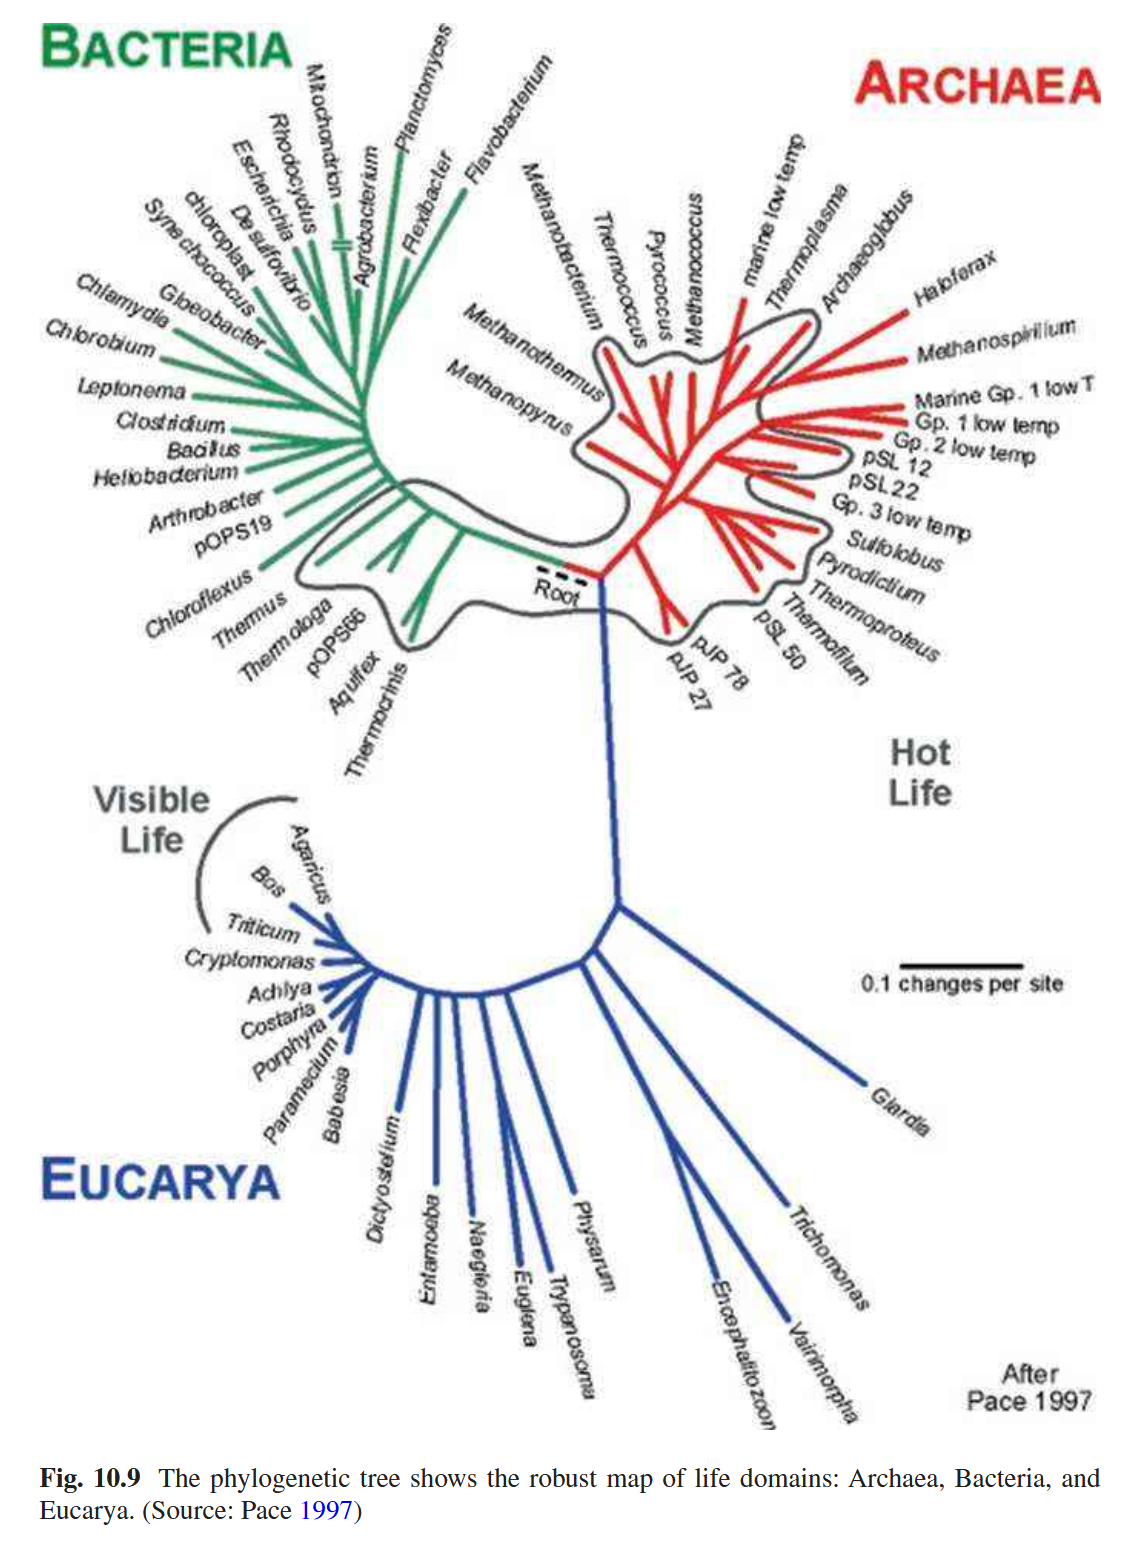 BACTERIA
ARCHAEA
Planctomyces
Flavobacterium
Mitochondrion
Rhodocyclus
Escherichia
Desulfovibrio
Agrobacterium
Flexibacter
chloroplast
Synechococcus
Gloeobacter
Chlamydia
Chlorobium
Leptonema
Clostridium
Bacillus
Heliobacterium
Arthrobacter
pOPS19
Chloroflexus
Thermus
Thermotoga
pOPS66
Aquifex
Thermocrinis
Root
Methanobacterium
Thermococcus
Pyrococcus
Methanococcus
marine low temp
Thermoplasma
Archaeoglobus
Haloferax
Methanospirillum
Methanothermus
Methanopyrus
Marine Gp. 1 low T
Gp. 1 low temp
Gp. 2 low temp
pSL 12
pSL22
Gp. 3 low temp
Sulfolobus
Pyrodictium
Thermoproteus
Thermofilum
pSL 50
pJP 78
pJP 27
Hot
Life
Visible
Life
Agaricus
Bos
Triticum
Cryptomonas
Achlya
Costaria
Porphyra
Paramecium
Babesia
0.1 changes per site
Giardia
EUCARYA
Dictyostelium
Entamoeba
Naegleria
Euglena
Trypanosoma
Physarum
Trichomonas
Vairimorpha
Encephalitozoon
After
Pace 1997
Fig. 10.9 The phylogenetic tree shows the robust map of life domains: Archaea, Bacteria, and
Eucarya. (Source: Pace 1997)